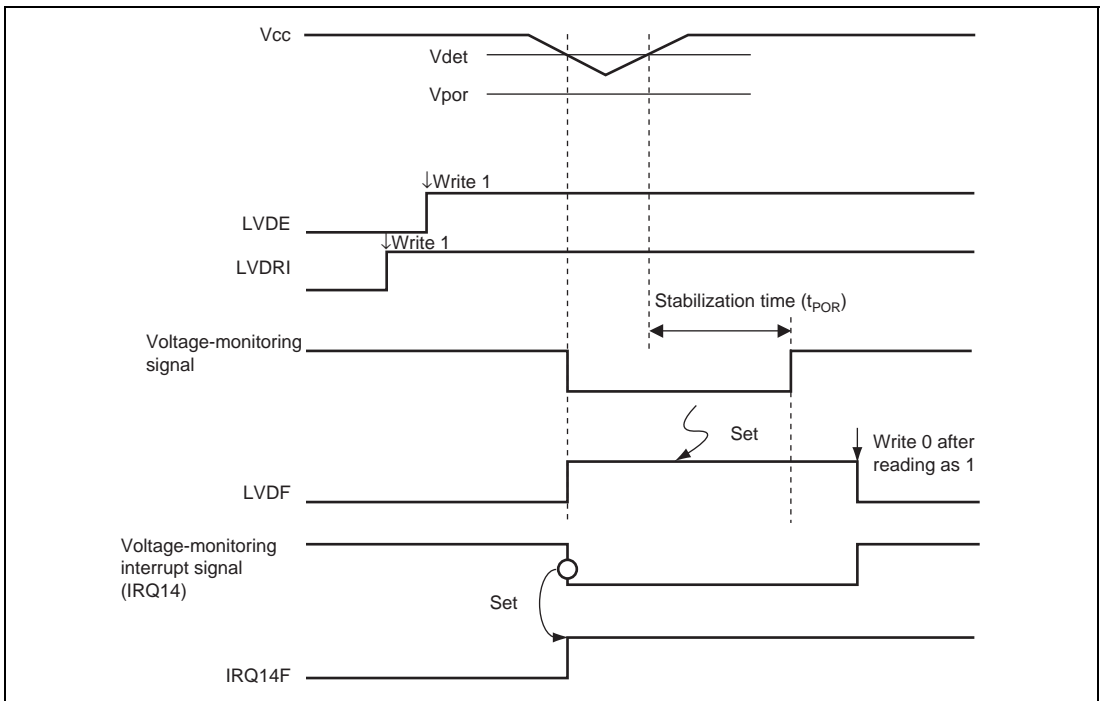 Vcc
Vdet
Vpor
↓Write 1
LVDE
↓Write 1
LVDRI
Stabilization time (tPOR)
Voltage-monitoring
signal
Set
Write 0 after
reading as 1
LVDF
Voltage-monitoring
interrupt signal
(IRQ14)
Set
IRQ14F